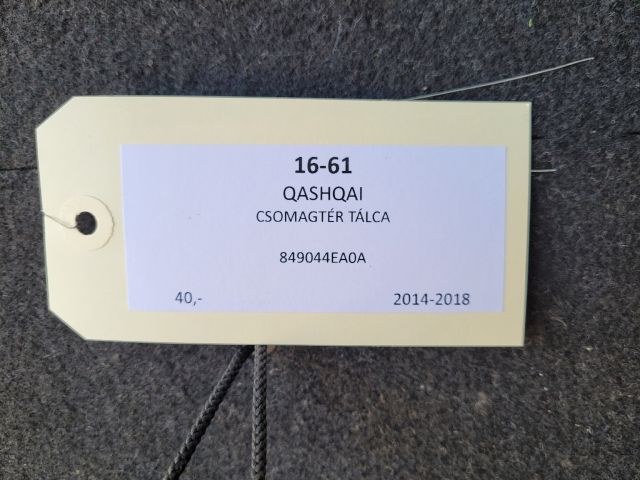 16-61
QASHQAI
CSOMAGTÉR TÁLCA
849044EA0A
40,- 2014-2018